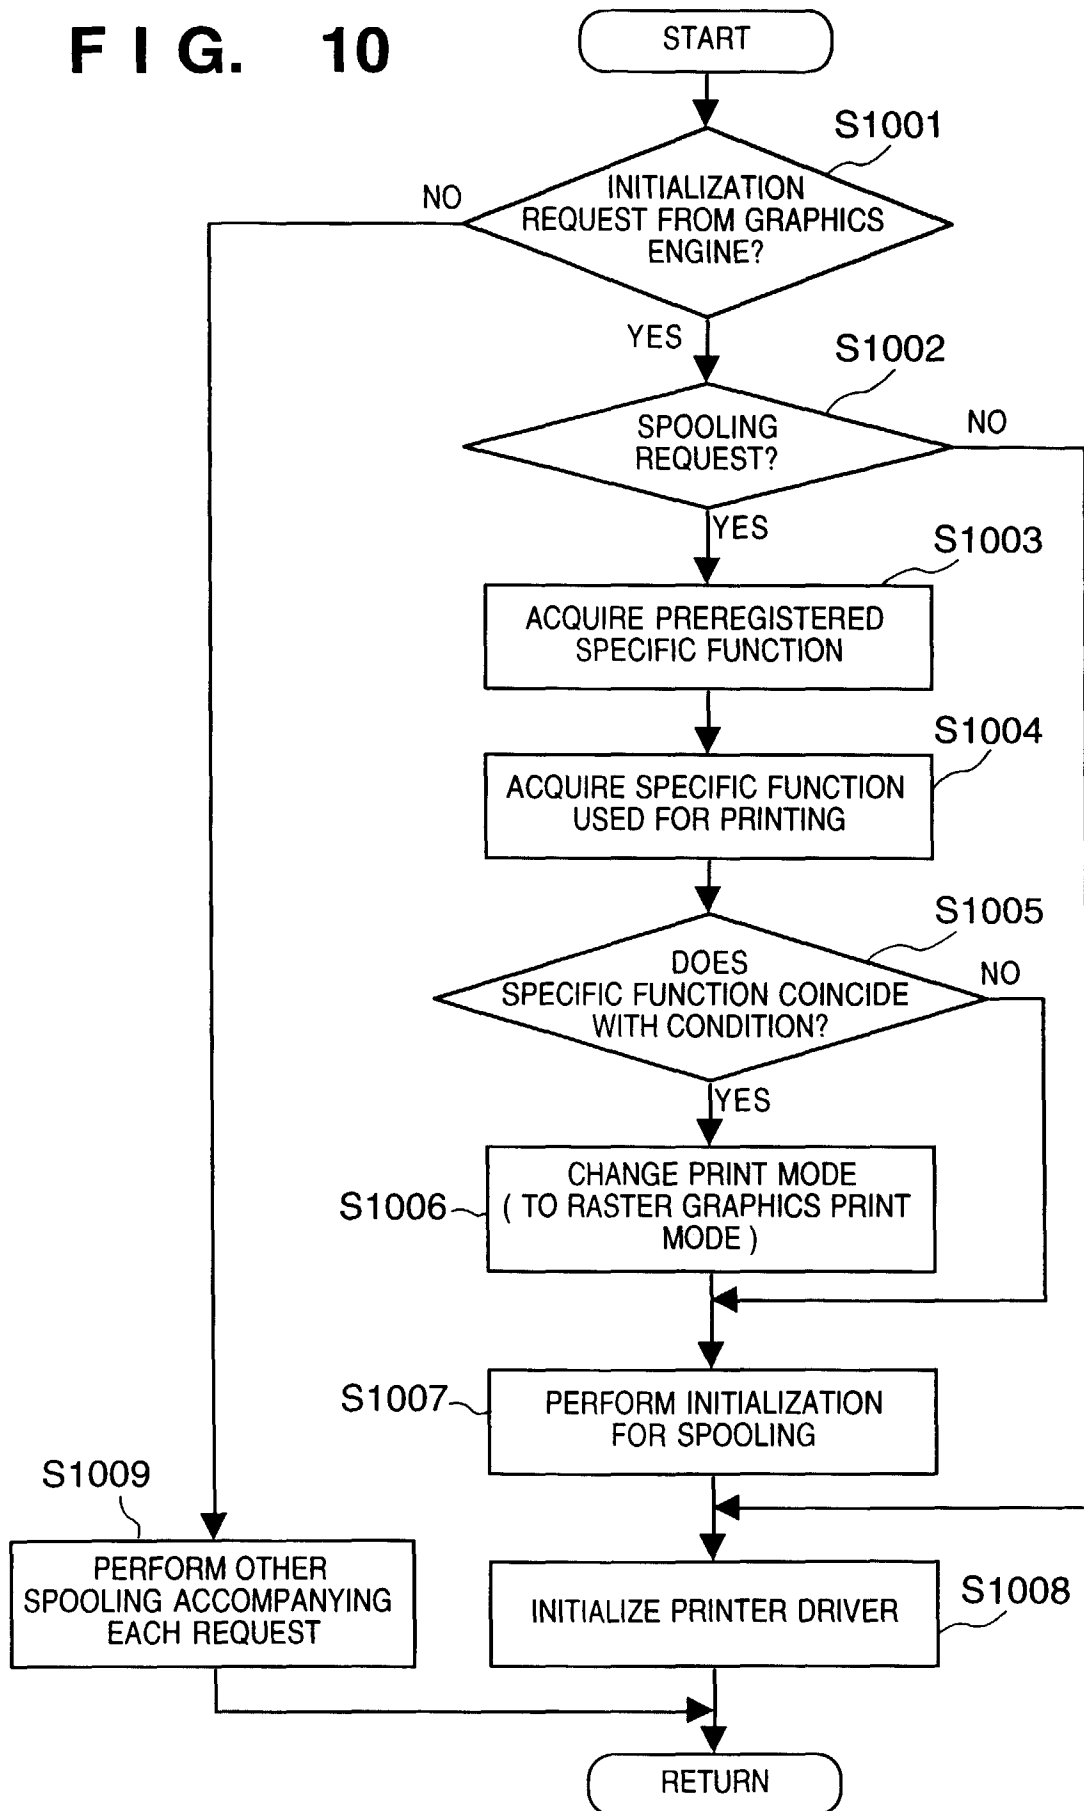 FIG. 10
START
S1001
INITIALIZATION
REQUEST FROM GRAPHICS
ENGINE?
NO
YES
S1002
SPOOLING
REQUEST?
NO
YES
S1003
ACQUIRE PREREGISTERED
SPECIFIC FUNCTION
S1004
ACQUIRE SPECIFIC FUNCTION
USED FOR PRINTING
S1005
DOES
SPECIFIC FUNCTION COINCIDE
WITH CONDITION?
NO
YES
S1006
CHANGE PRINT MODE
( TO RASTER GRAPHICS PRINT
MODE )
S1007
PERFORM INITIALIZATION
FOR SPOOLING
S1009
PERFORM OTHER
SPOOLING ACCOMPANYING
EACH REQUEST
S1008
INITIALIZE PRINTER DRIVER
RETURN